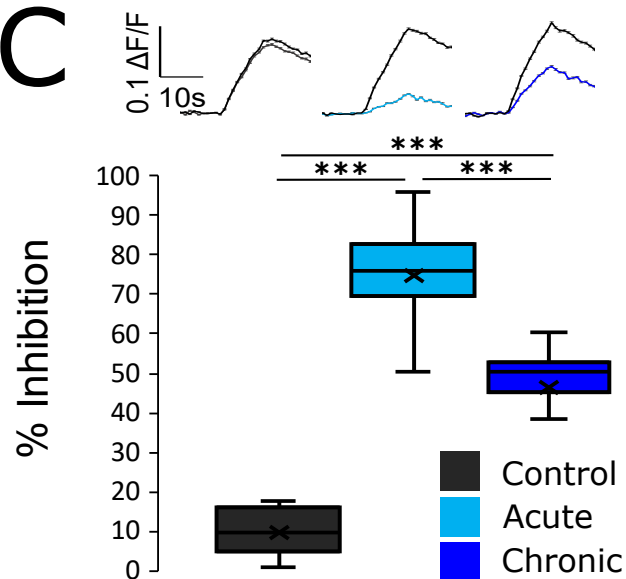 C
0.1 ΔF/F
10s
***
*** ***
% Inhibition
100
90
80
70
60
50
40
30
20
10
0
Control
Acute
Chronic